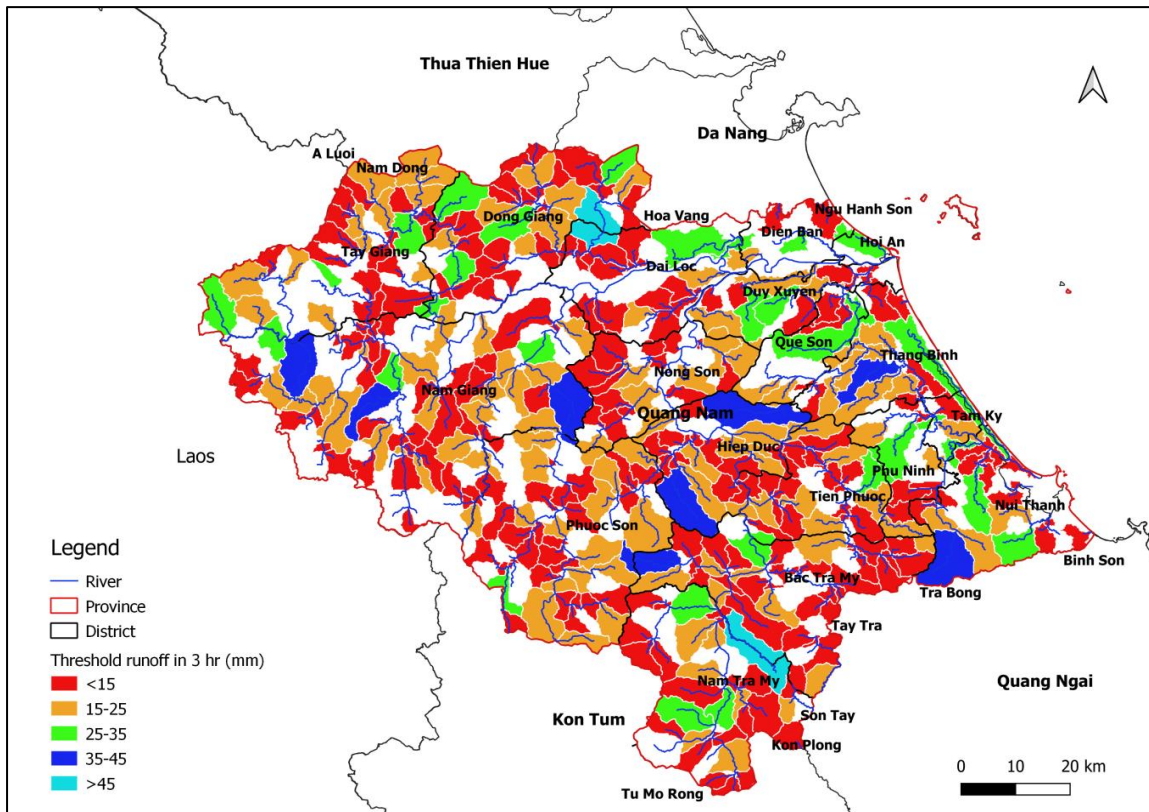 Thua Thien Hue
Da Nang
A Luoi
Nam Dong
Dong Giang
Hoa Vang
Ngu Hanh Son
Dien Ban
Hoi An
Tay Giang
Dai Loc
Duy Xuyen
Que Son
Thang Binh
Nong Son
Nam Giang
Quang Nam
Tam Ky
Hiep Duc
Laos
Phu Ninh
Tien Phuoc
Nui Thanh
Phuoc Son
Binh Son
Bac Tra My
Tra Bong
Tay Tra
Nam Tra My
Quang Ngai
Kon Tum
Son Tay
Kon Plong
Tu Mo Rong
Legend
River
Province
District
Threshold runoff in 3 hr (mm)
<15
15-25
25-35
35-45
>45
0 10 20 km